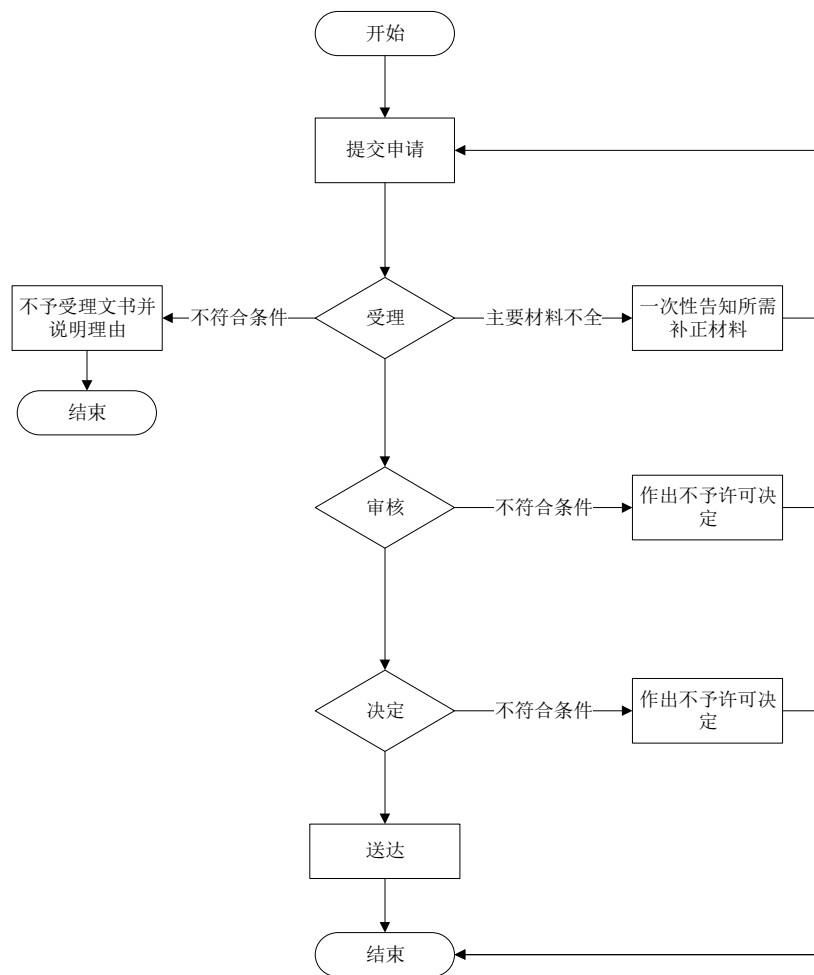 开始
提交申请
不予受理文书并
说明理由
不符合条件
受理
主要材料不全
一次性告知所需
补正材料
结束
审核
不符合条件
作出不予许可决
定
决定
不符合条件
作出不予许可决
定
送达
结束